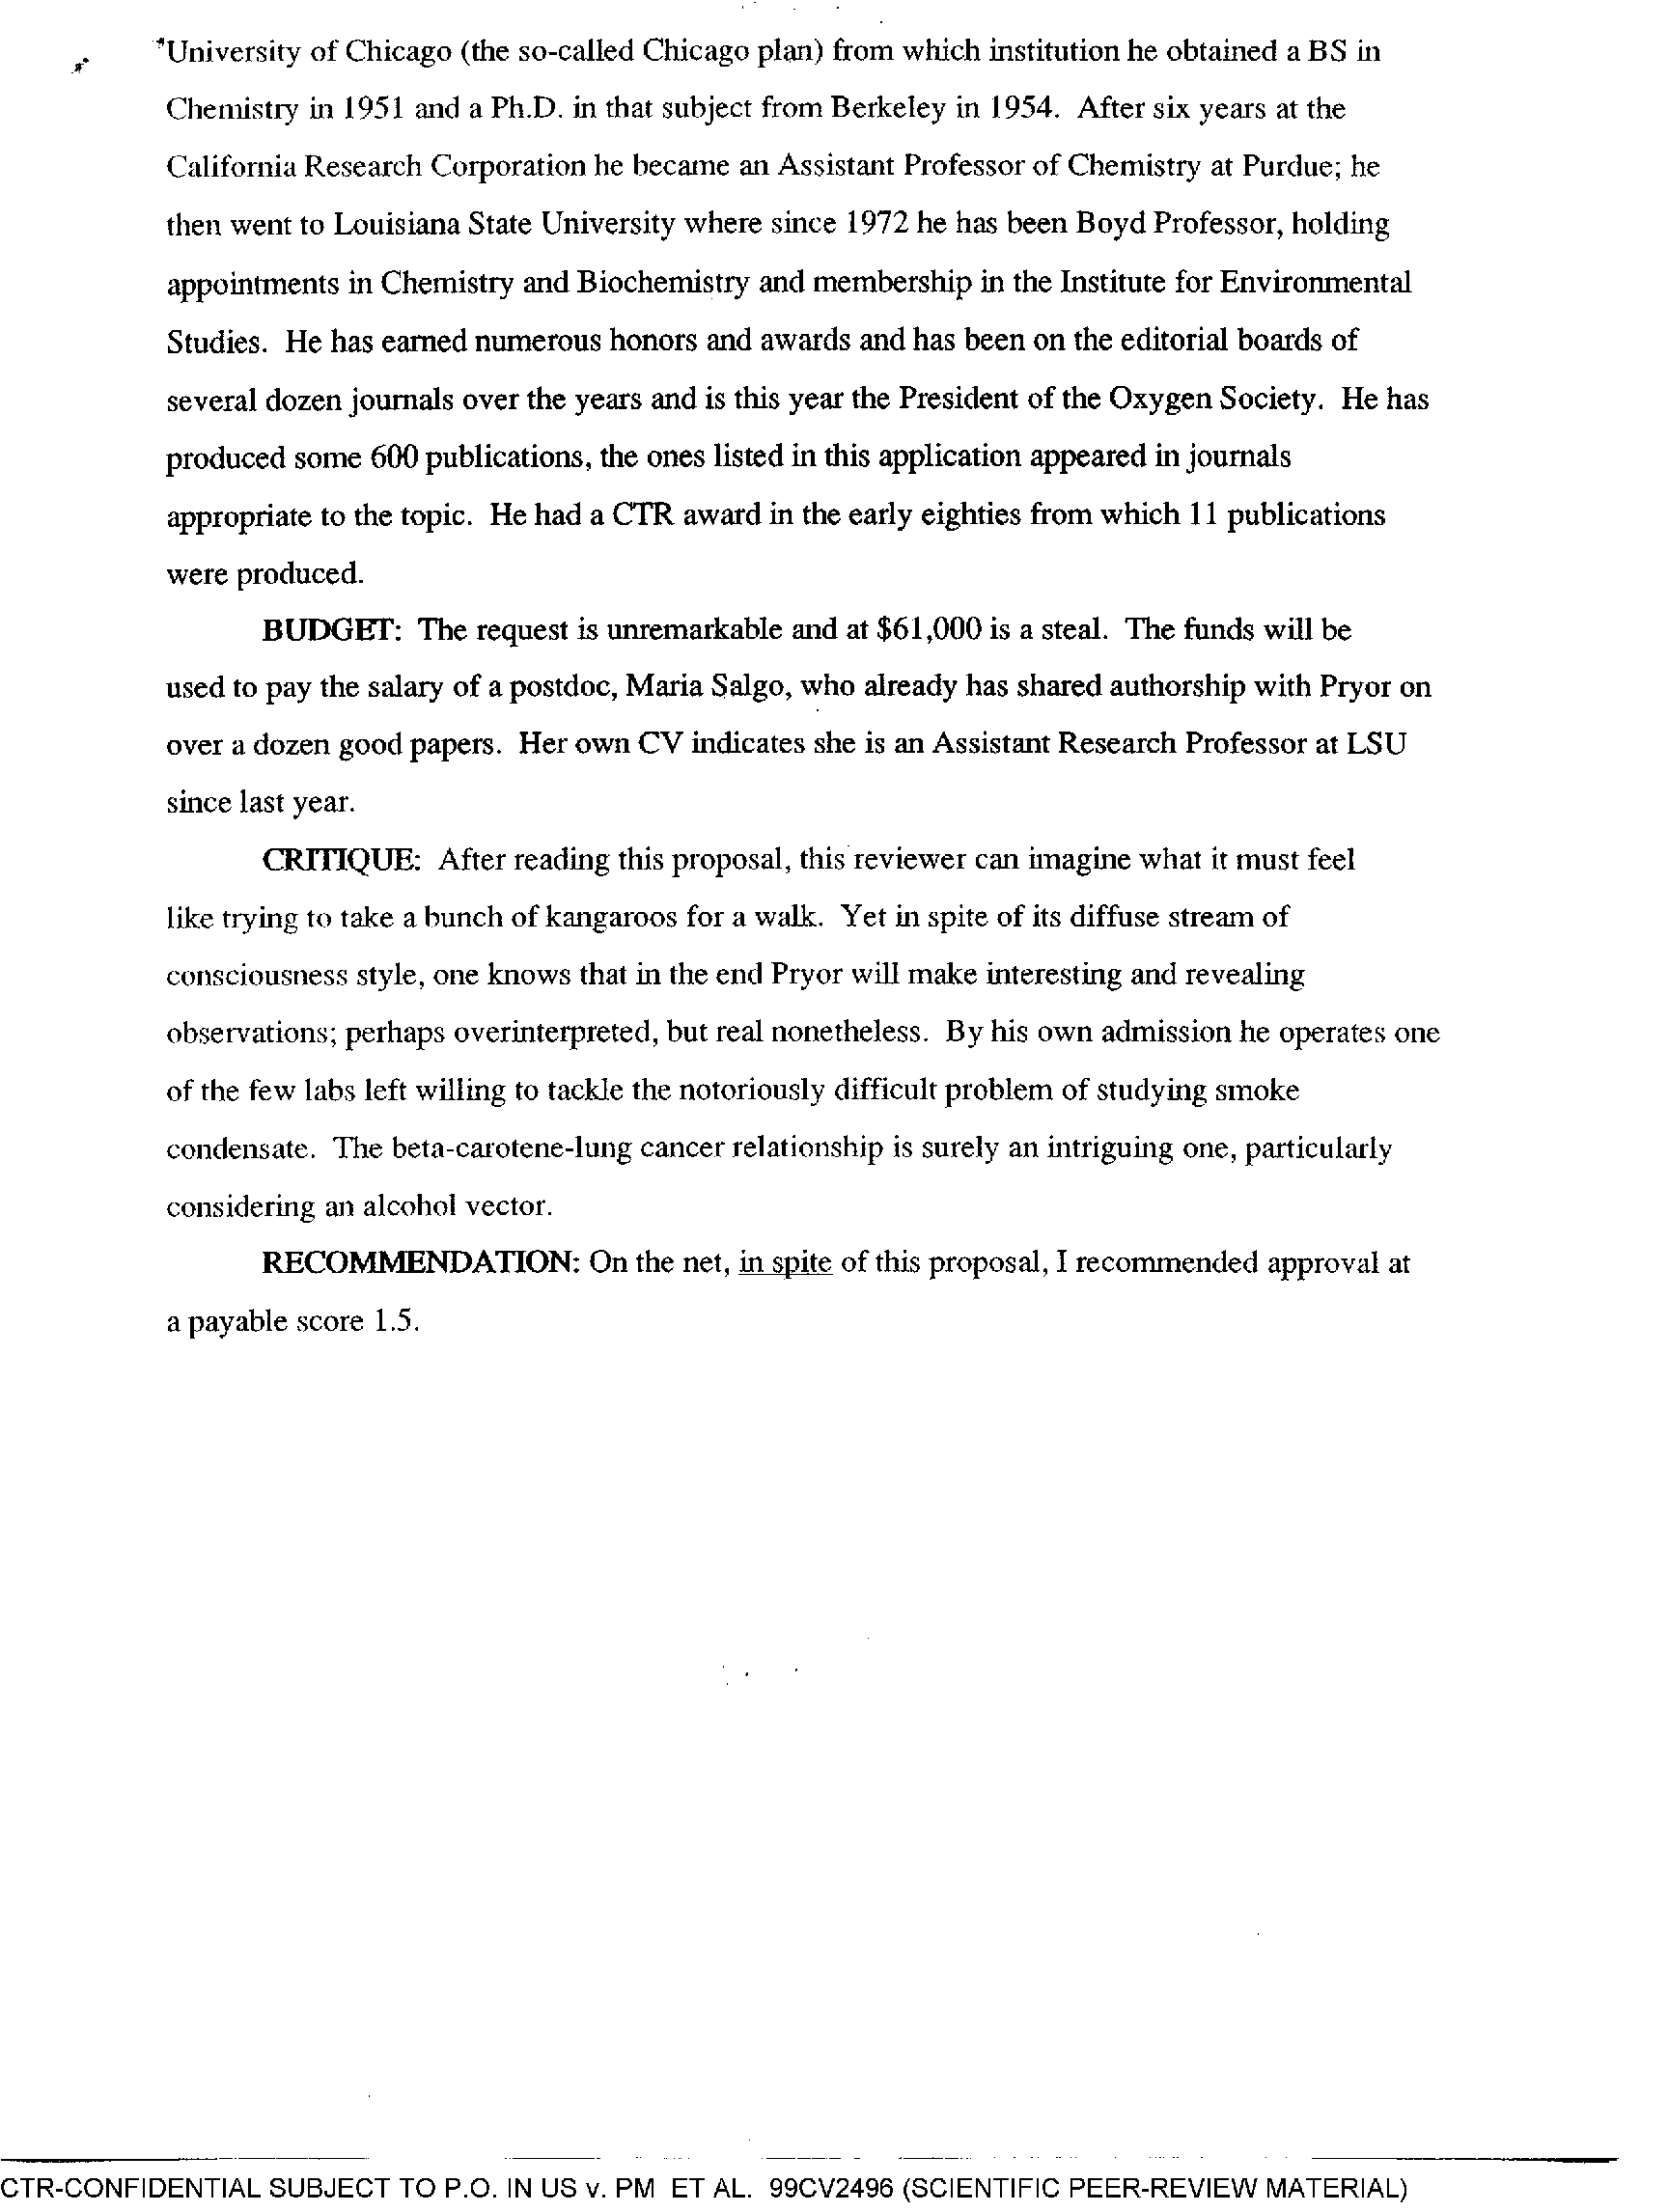 University of Chicago (the so-called Chicago plan) from which institution he obtained a BS in
Chemistry in 1951 and a Ph.D. in that subject from Berkeley in 1954. After six years at the
California Research Corporation he became an Assistant Professor of Chemistry at Purdue; he
then went to Louisiana State University where since 1972 he has been Boyd Professor, holding
appointments in Chemistry and Biochemistry and membership in the Institute for Environmental
Studies. He has earned numerous honors and awards and has been on the editorial boards of
several dozen journals over the years and is this year the President of the Oxygen Society. He has
produced some 600 publications, the ones listed in this application appeared in journals
appropriate to the topic. He had a CTR award in the early eighties from which 11 publications
were produced.
BUDGET: The request is unremarkable and at $61,000 is a steal. The funds will be
used to pay the salary of a postdoc, Maria Salgo, who already has shared authorship with Pryor on
over a dozen good papers. Her own CV indicates she is an Assistant Research Professor at LSU
since last year.
CRITIQUE: After reading this proposal, this reviewer can imagine what it must feel
like trying to take a bunch of kangaroos for a walk. Yet in spite of its diffuse stream of
consciousness style, one knows that in the end Pryor will make interesting and revealing
observations; perhaps overinterpreted, but real nonetheless. By his own admission he operates one
of the few labs left willing to tackle the notoriously difficult problem of studying smoke
condensate. The beta-carotene-lung cancer relationship is surely an intriguing one, particularly
considering an alcohol vector.
RECOMMENDATION: On the net, in spite of this proposal, I recommended approval at
a payable score 1.5.
CTR-CONFIDENTIAL SUBJECT TO P.O. IN US v. PM ET AL. 99CV2496 (SCIENTIFIC PEER-REVIEW MATERIAL)